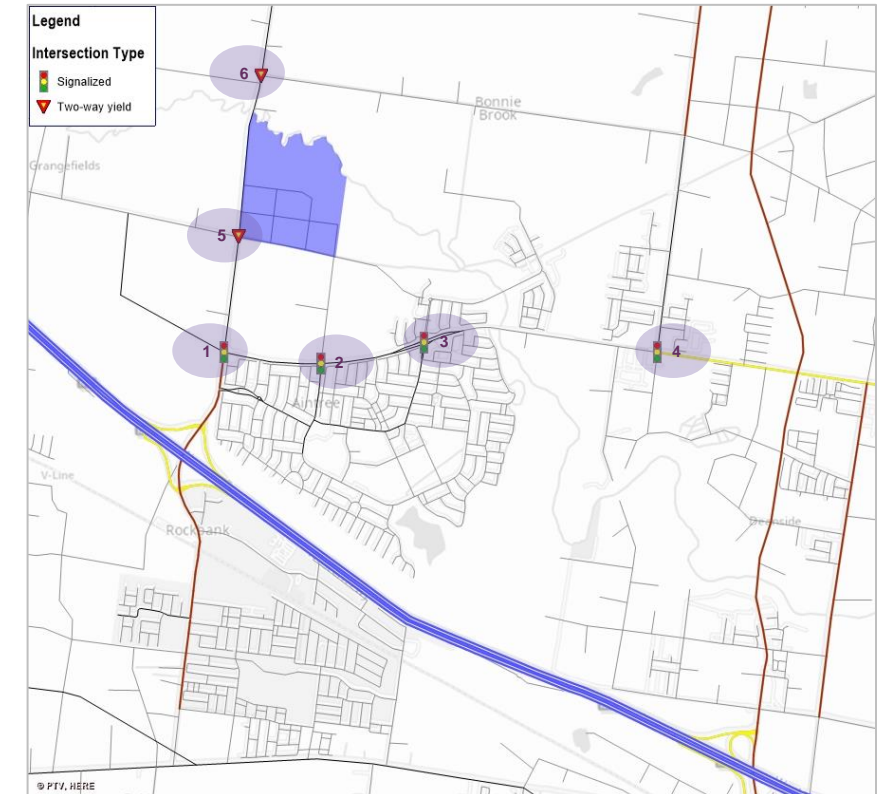 Legend
Intersection Type
Signalized
Two-way yield
6
Bonnie
Brook
Grangefields
5
1
2
3
4
Aintree
V-Line
Rockbank
Deanside
© PTV, HERE